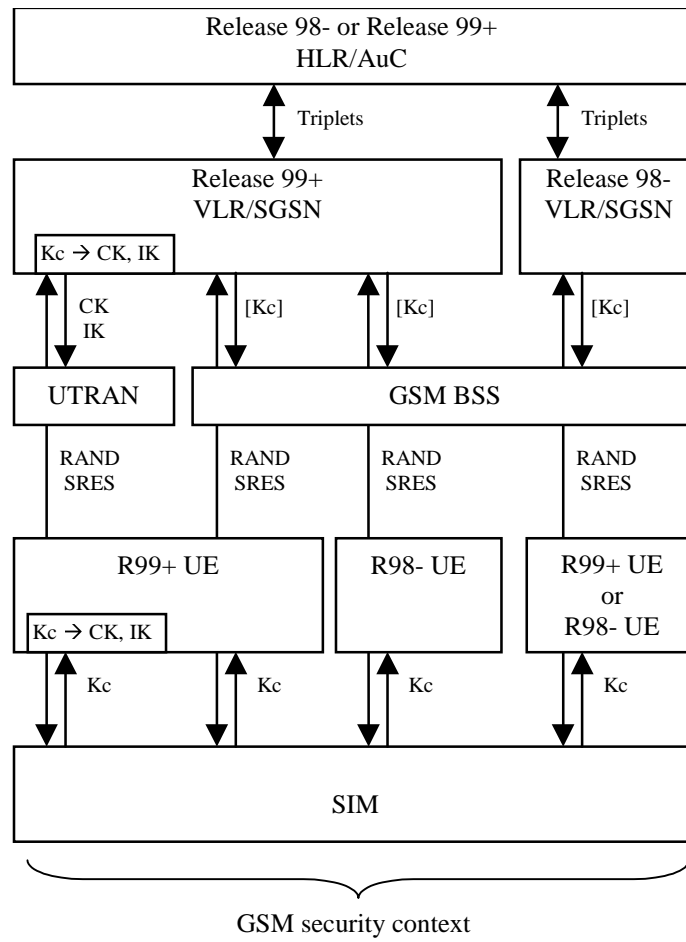 Release 98- or Release 99+
HLR/AuC
Triplets
Triplets
Release 99+
VLR/SGSN
Release 98-
VLR/SGSN
Kc → CK, IK
CK
IK
[Kc]
[Kc]
[Kc]
UTRAN
GSM BSS
RAND
SRES
RAND
SRES
RAND
SRES
RAND
SRES
R99+ UE
R98- UE
R99+ UE
or
R98- UE
Kc → CK, IK
Kc
Kc
Kc
Kc
SIM
GSM security context